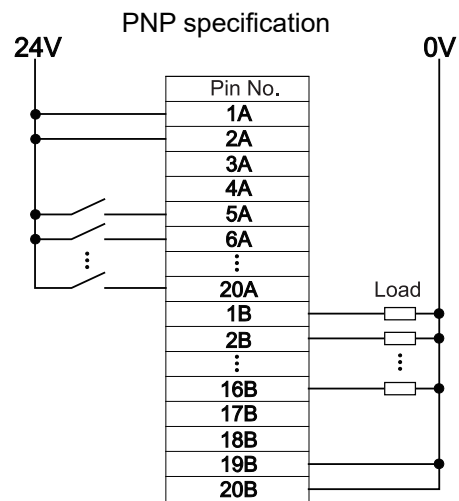 PNP specification
24V
0V
Pin No.
1A
2A
3A
4A
5A
6A
⋮
⋮
20A
Load
1B
2B
⋮
⋮
16B
17B
18B
19B
20B